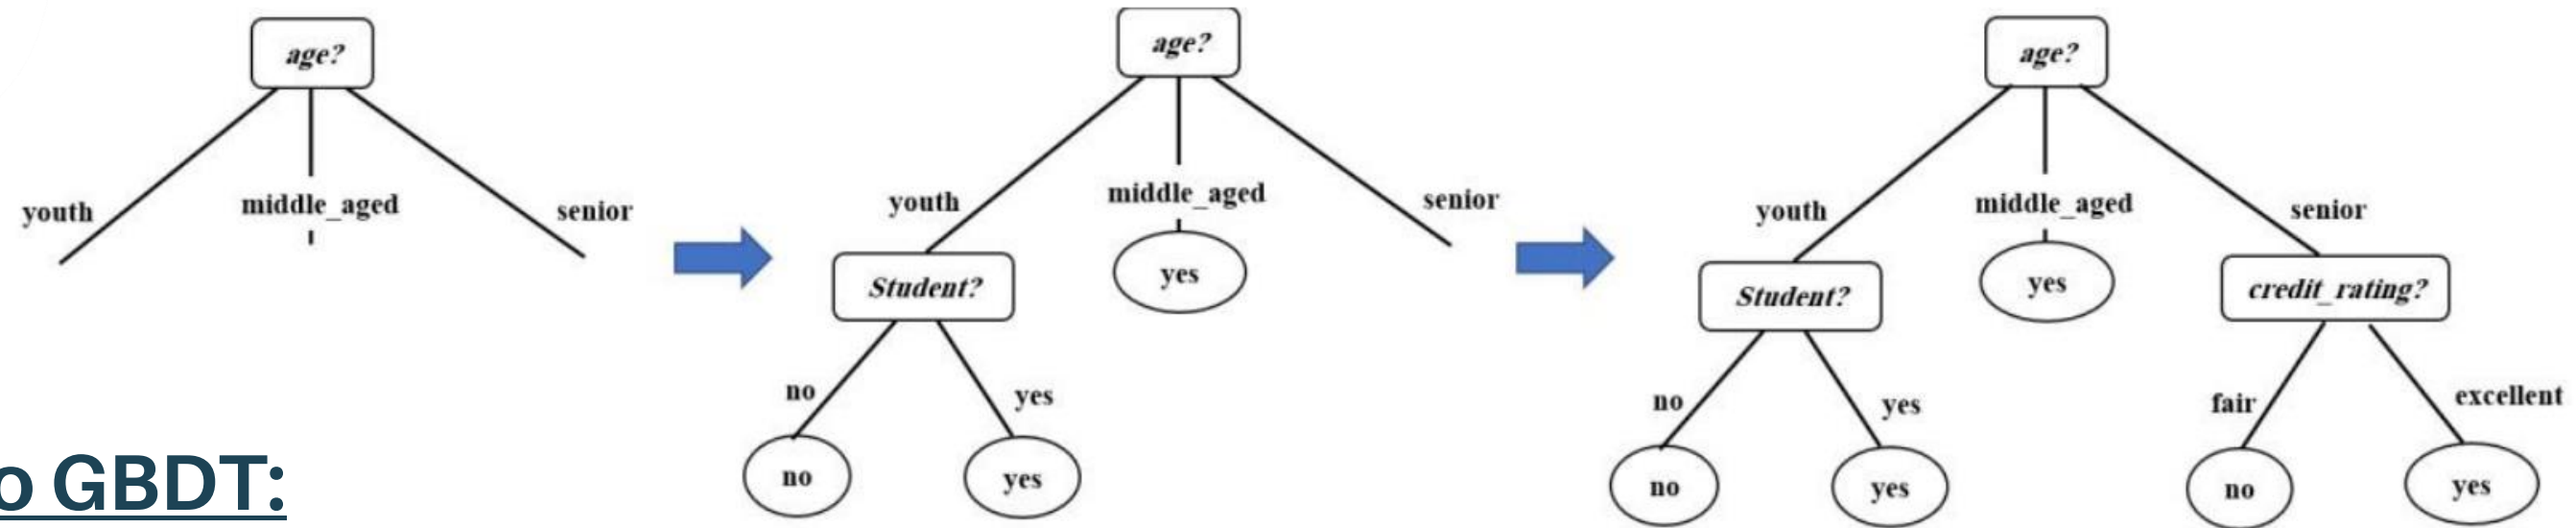 age?
youth
middle_aged
senior
age?
youth
middle_aged
senior
Student?
yes
no
yes
no
yes
age?
youth
middle_aged
senior
Student?
yes
credit_rating?
no
yes
fair
excellent
no
yes
no
yes
o GBDT: